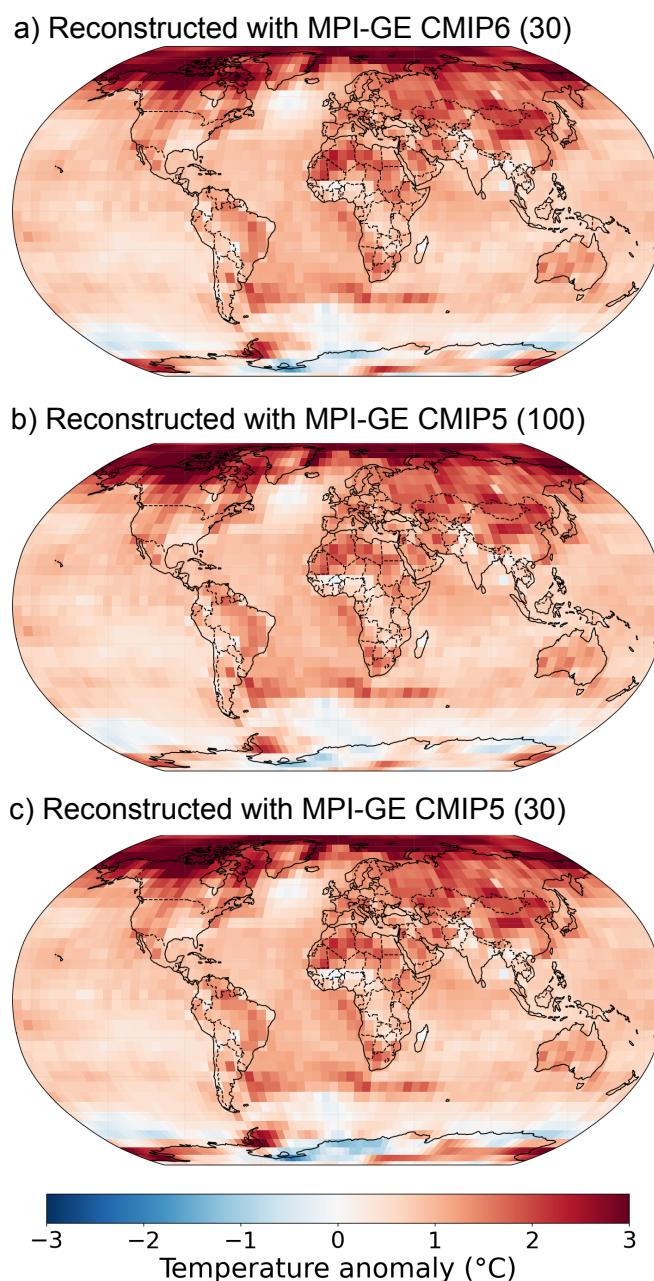 a) Reconstructed with MPI-GE CMIP6 (30)
b) Reconstructed with MPI-GE CMIP5 (100)
c) Reconstructed with MPI-GE CMIP5 (30)
−3 −2 −1 0 1 2 3
Temperature anomaly (°C)